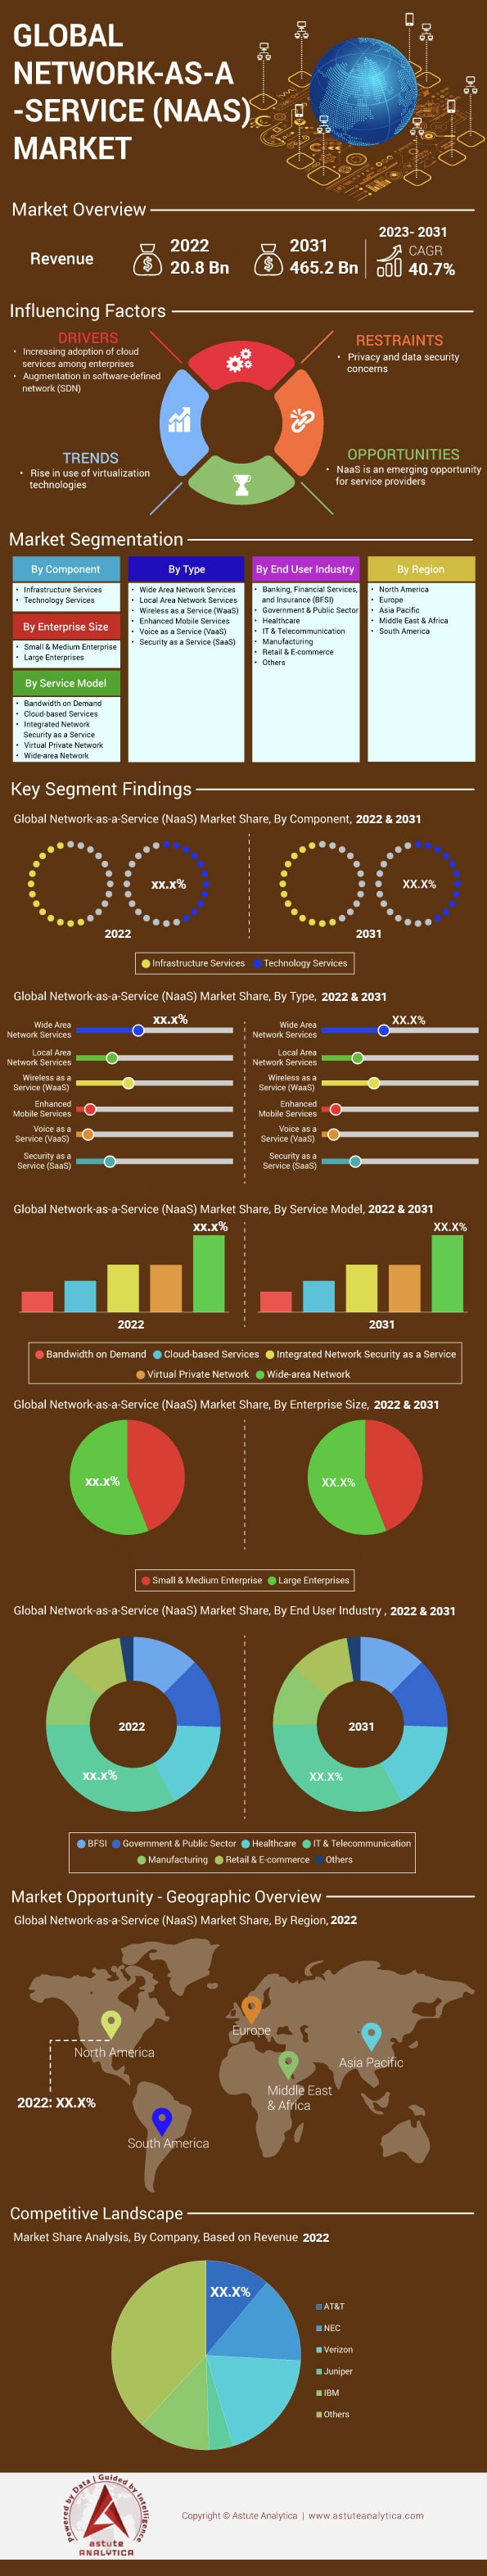 GLOBAL
NETWORK-AS-A
-SERVICE (NAAS)
MARKET
Market Overview
Revenue
2022
20.8 Bn
2031
465.2 Bn
2023- 2031
CAGR
40.7%
Influencing Factors
DRIVERS
• Increasing adoption of cloud
services among enterprises
• Augmentation in software-defined
network (SDN)
RESTRAINTS
• Privacy and data security
concerns
TRENDS
• Rise in use of virtualization
technologies
OPPORTUNITIES
• NaaS is an emerging opportunity
for service providers
Market Segmentation
By Component
• Infrastructure Services
• Technology Services
By Enterprise Size
• Small & Medium Enterprise
• Large Enterprises
By Service Model
• Bandwidth on Demand
• Cloud-based Services
• Integrated Network
Security as a Service
• Virtual Private Network
• Wide-area Network
By Type
• Wide Area Network Services
• Local Area Network Services
• Wireless as a Service (WaaS)
• Enhanced Mobile Services
• Voice as a Service (VaaS)
• Security as a Service (SaaS)
By End User Industry
• Banking, Financial Services,
and Insurance (BFSI)
• Government & Public Sector
• Healthcare
• IT & Telecommunication
• Manufacturing
• Retail & E-commerce
• Others
By Region
• North America
• Europe
• Asia Pacific
• Middle East & Africa
• South America
Key Segment Findings
Global Network-as-a-Service (NaaS) Market Share, By Component, 2022 & 2031
xx.x%
2022
XX.X%
2031
Infrastructure Services Technology Services
Global Network-as-a-Service (NaaS) Market Share, By Type, 2022 & 2031
xx.x%
Wide Area
Network Services
Local Area
Network Services
Wireless as a
Service (WaaS)
Enhanced
Mobile Services
Voice as a
Service (VaaS)
Security as a
Service (SaaS)
XX.X%
Wide Area
Network Services
Local Area
Network Services
Wireless as a
Service (WaaS)
Enhanced
Mobile Services
Voice as a
Service (VaaS)
Security as a
Service (SaaS)
Global Network-as-a-Service (NaaS) Market Share, By Service Model, 2022 & 2031
xx.x%
2022
XX.X%
2031
Bandwidth on Demand Cloud-based Services Integrated Network Security as a Service
Virtual Private Network Wide-area Network
Global Network-as-a-Service (NaaS) Market Share, By Enterprise Size, 2022 & 2031
xx.x%
XX.X%
Small & Medium Enterprise Large Enterprises
Global Network-as-a-Service (NaaS) Market Share, By End User Industry , 2022 & 2031
2022
xx.x%
2031
XX.X%
BFSI Government & Public Sector Healthcare IT & Telecommunication
Manufacturing Retail & E-commerce Others
Market Opportunity - Geographic Overview
Global Network-as-a-Service (NaaS) Market Share, By Region, 2022
Europe
North America
Asia Pacific
Middle East
& Africa
2022: XX.X%
South America
Competitive Landscape
Market Share Analysis, By Company, Based on Revenue 2022
XX.X%
AT&T
NEC
Verizon
Juniper
IBM
Others
Powered by Data | Guided by Intelligence
astute
ANALYTICA
Copyright © Astute Analytica | www.astuteanalytica.com